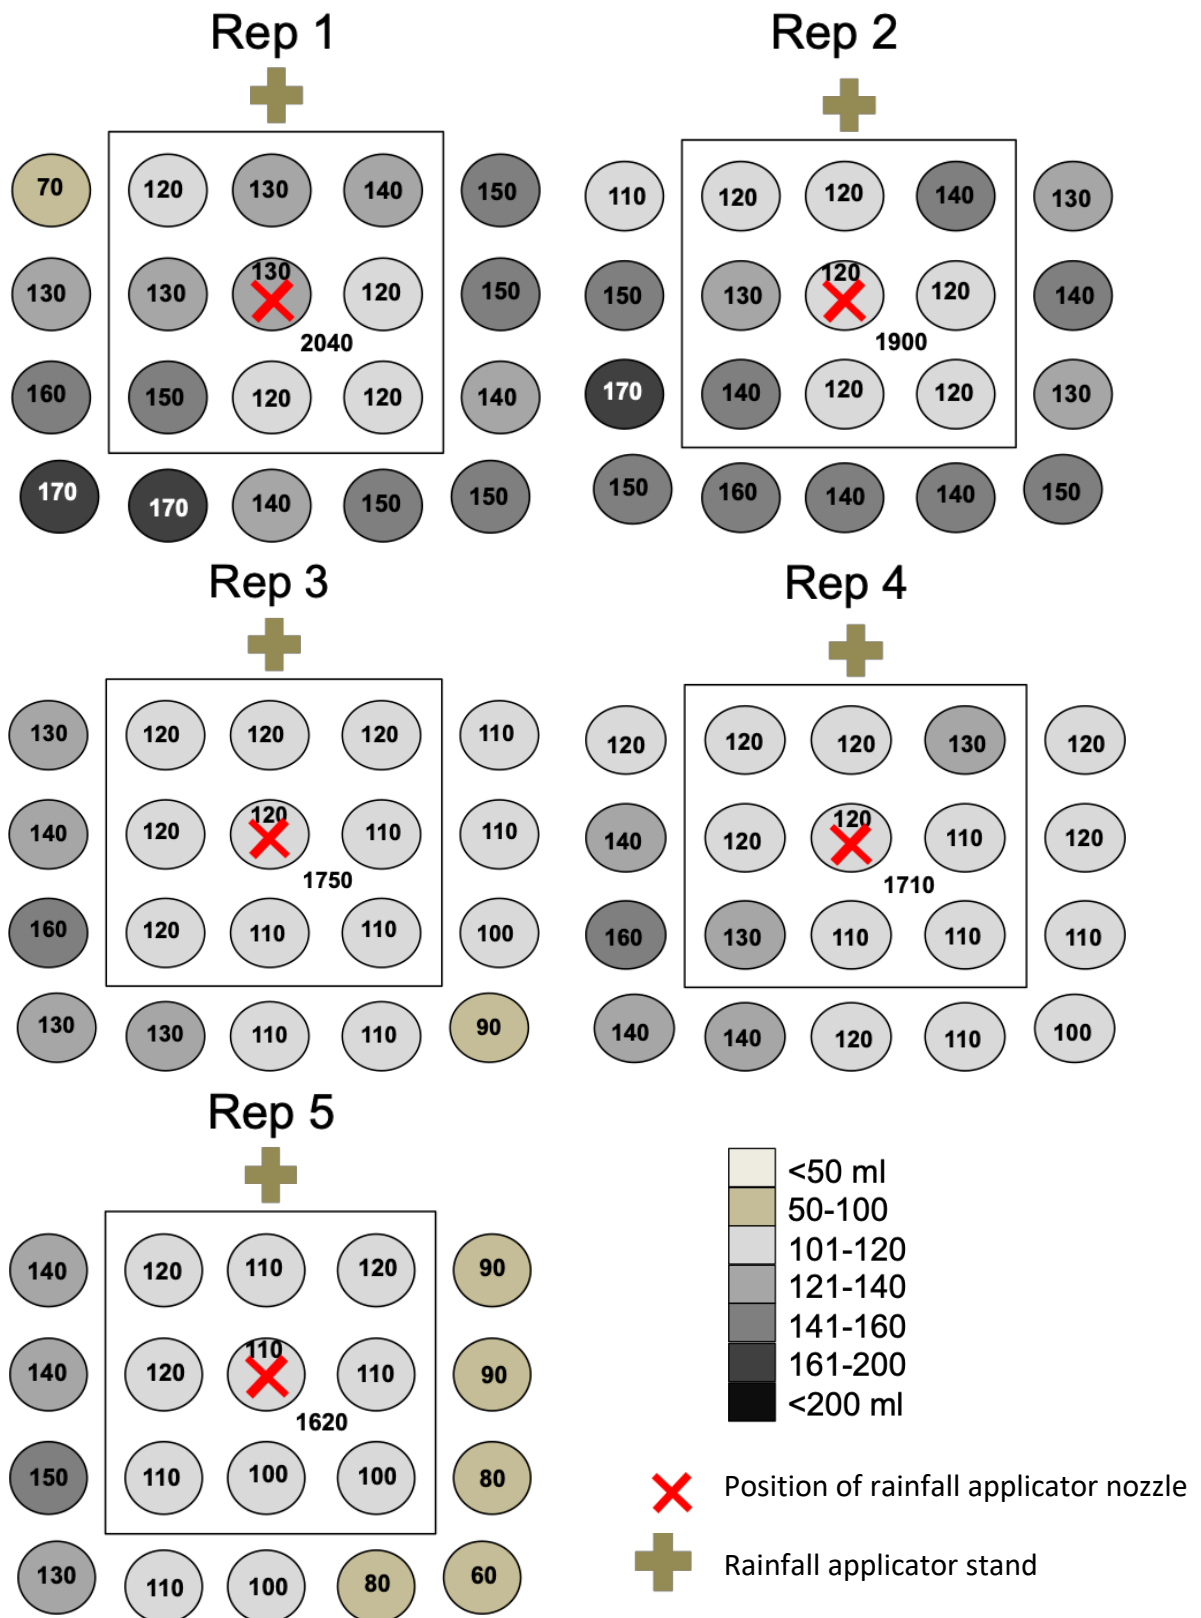 Rep 1
Rep 2
70 120 130 140 150
110 120 120 140 130
130 130 130 120 150
150 130 120 120 140
2040
1900
160 150 120 120 140
170 140 120 120 130
170 170 140 150 150
150 160 140 140 150
Rep 3
Rep 4
130 120 120 120 110
120 120 120 130 120
140 120 120 110 110
140 120 120 110 120
1750
1710
160 120 110 110 100
160 130 110 110 110
130 130 110 110 90
140 140 120 110 100
Rep 5
140 120 110 120 90
140 120 110 110 90
1620
150 110 100 100 80
130 110 100 80 60
<50 ml
50-100
101-120
121-140
141-160
161-200
<200 ml
Position of rainfall applicator nozzle
Rainfall applicator stand